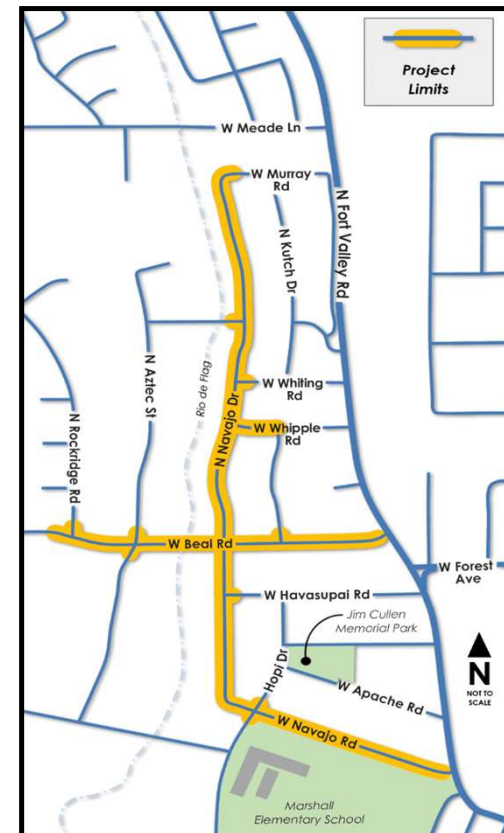 Project
Limits
W Meade Ln
W Murray
Rd
N Kutch Dr
N Fort Valley Rd
N Aztec St
Rio de Flag
W Whiting
Rd
N Navajo Dr
W Whipple
Rd
N Rockridge Rd
W Beal Rd
W Forest
Ave
W Havasupai Rd
Jim Cullen
Memorial Park
N
NOT TO
SCALE
Hopi Dr
W Apache Rd
W Navajo Rd
Marshall
Elementary School